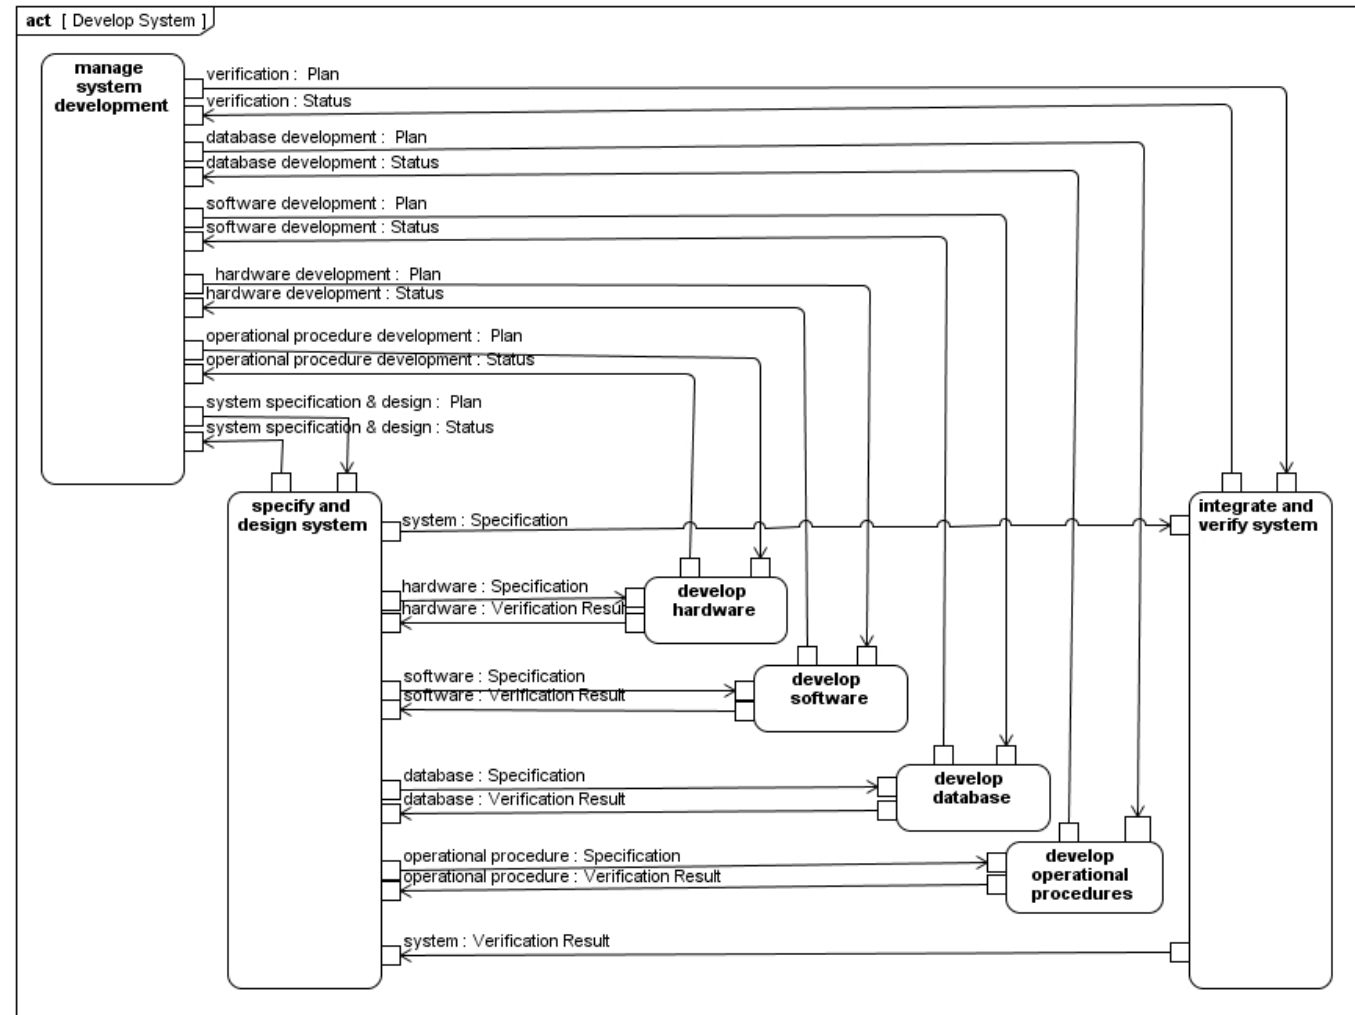 act [ Develop System ]
manage
system
development
verification : Plan
verification : Status
database development : Plan
database development : Status
software development : Plan
software development : Status
hardware development : Plan
hardware development : Status
operational procedure development : Plan
operational procedure development : Status
system specification & design : Plan
system specification & design : Status
specify and
design system
integrate and
verify system
system : Specification
hardware : Specification
hardware : Verification Result
develop
hardware
software : Specification
software : Verification Result
develop
software
database : Specification
database : Verification Result
develop
database
operational procedure : Specification
operational procedure : Verification Result
develop
operational
procedures
system : Verification Result